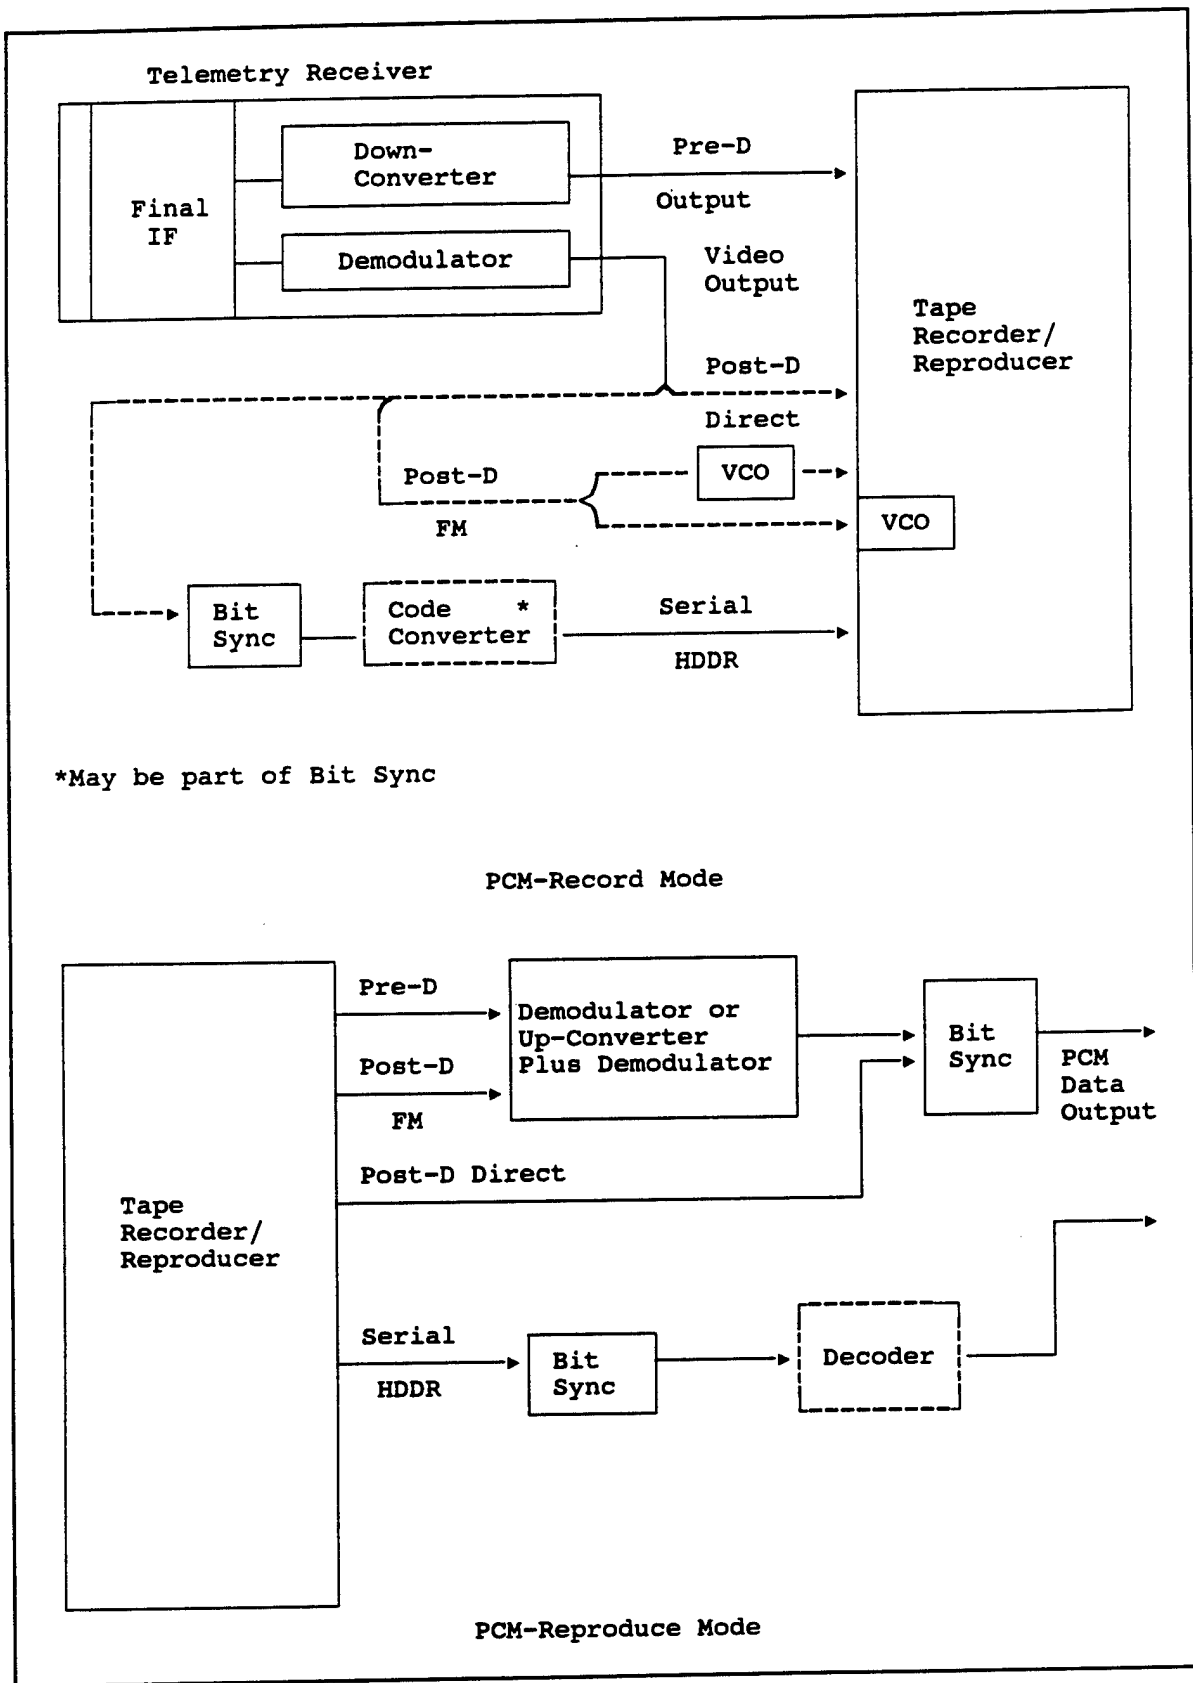 Telemetry Receiver
Final
IF
Down-
Converter
Demodulator
Pre-D
Output
Video
Output
Tape
Recorder/
Reproducer
Post-D
Direct
Post-D
FM
VCO
VCO
Bit
Sync
Code *
Converter
Serial
HDDR
*May be part of Bit Sync
PCM-Record Mode
Tape
Recorder/
Reproducer
Pre-D
Post-D
FM
Demodulator or
Up-Converter
Plus Demodulator
Bit
Sync
PCM
Data
Output
Post-D Direct
Serial
HDDR
Bit
Sync
Decoder
PCM-Reproduce Mode